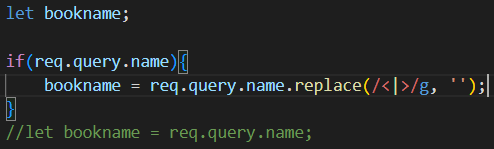 let bookname;
if(req.query.name){
bookname = req.query.name.replace(/<|>/g, '');
}
//let bookname = req.query.name;